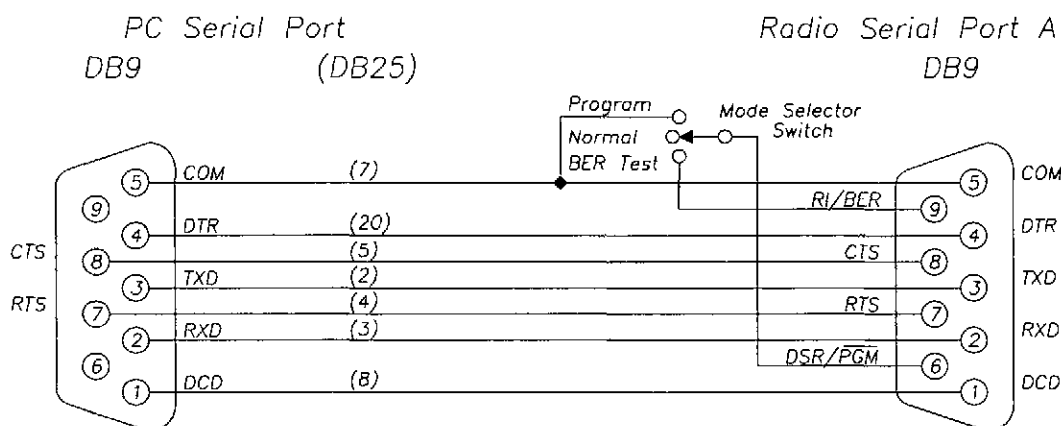 PC Serial Port
Radio Serial Port A
DB9
(DB25)
DB9
Program
Normal
BER Test
Mode Selector
Switch
5
COM
(7)
5
COM
9
RI/BER
9
4
DTR
(20)
4
DTR
CTS
8
(5)
CTS
8
3
TXD
(2)
3
TXD
RTS
7
(4)
RTS
7
2
RXD
(3)
2
RXD
6
DSR/PGM
6
1
DCD
(8)
1
DCD